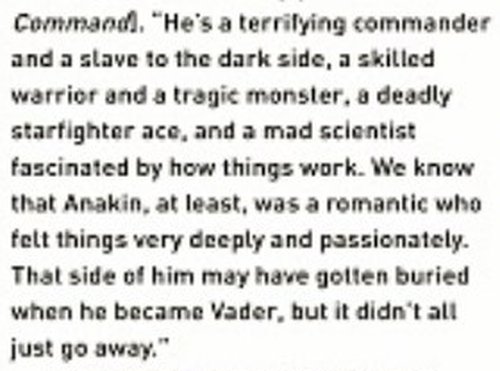 Command]. "He's a terrifying commander
and a slave to the dark side, a skilled
warrior and a tragic monster, a deadly
starfighter ace, and a mad scientist
fascinated by how things work. We know
that Anakin, at least, was a romantic who
felt things very deeply and passionately.
That side of him may have gotten buried
when he became Vader, but it didn't all
just go away."